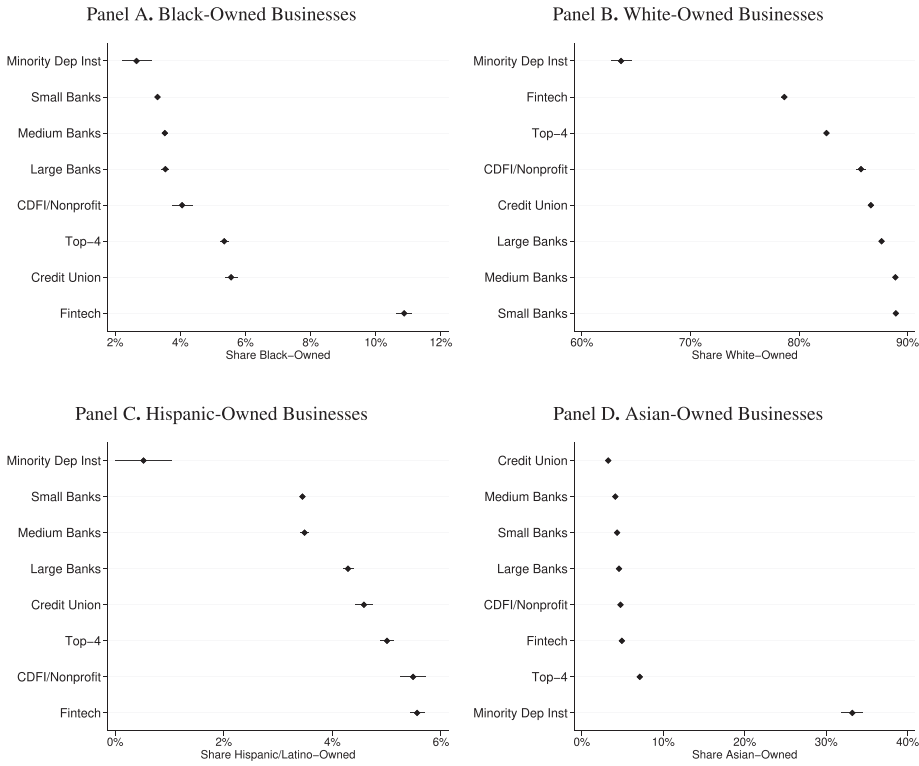 Panel A. Black-Owned Businesses
Minority Dep Inst
Small Banks
Medium Banks
Large Banks
CDFI/Nonprofit
Top−4
Credit Union
Fintech
2% 4% 6% 8% 10% 12%
Share Black−Owned
Panel B. White-Owned Businesses
Minority Dep Inst
Fintech
Top−4
CDFI/Nonprofit
Credit Union
Large Banks
Medium Banks
Small Banks
60% 70% 80% 90%
Share White−Owned
Panel C. Hispanic-Owned Businesses
Minority Dep Inst
Small Banks
Medium Banks
Large Banks
Credit Union
Top−4
CDFI/Nonprofit
Fintech
0% 2% 4% 6%
Share Hispanic/Latino−Owned
Panel D. Asian-Owned Businesses
Credit Union
Medium Banks
Small Banks
Large Banks
CDFI/Nonprofit
Fintech
Top−4
Minority Dep Inst
0% 10% 20% 30% 40%
Share Asian−Owned